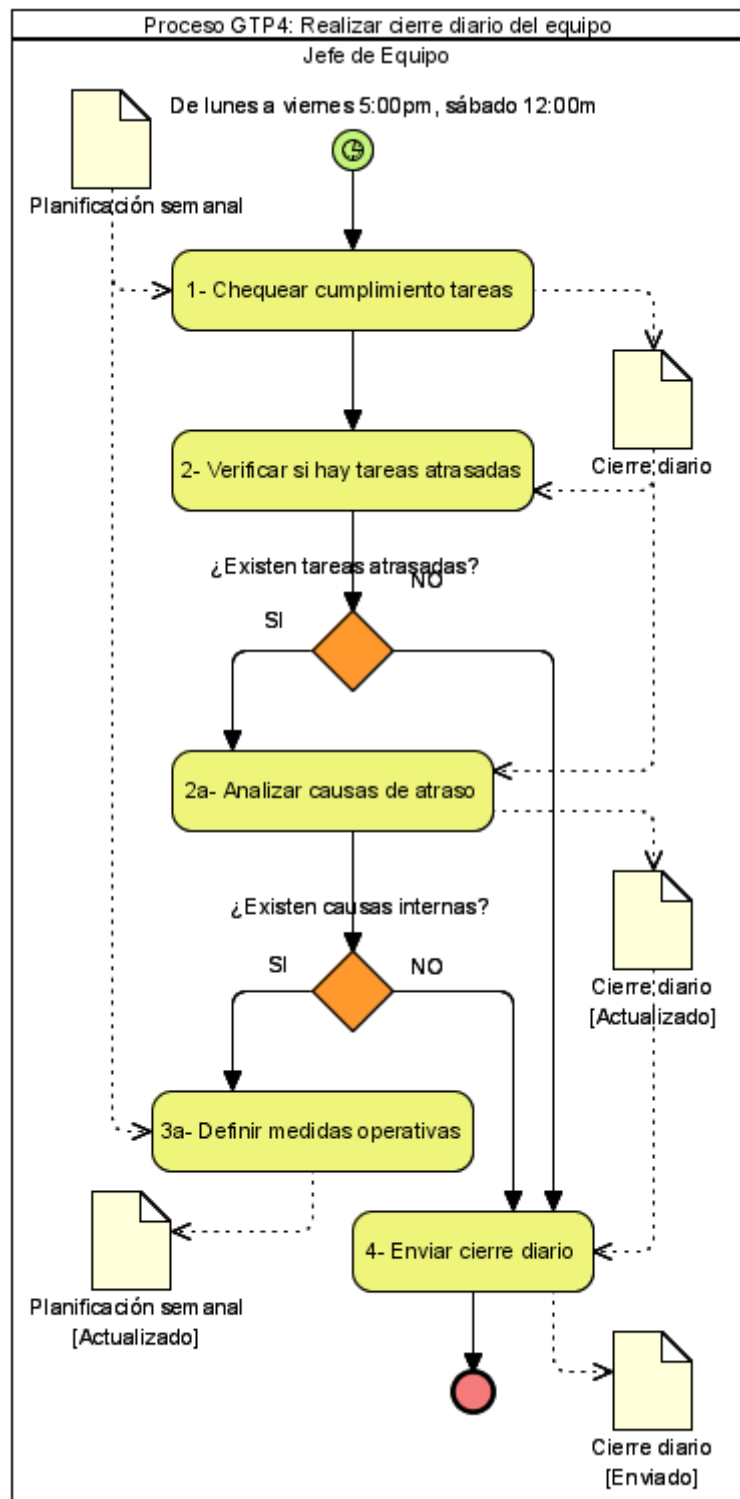 Proceso GTP4: Realizar cierre diario del equipo
Jefe de Equipo
De lunes a viernes 5:00pm, sábado 12:00m
Planificación semanal
1- Chequear cumplimiento tareas
Cierre diario
2- Verificar si hay tareas atrasadas
¿Existen tareas atrasadas?
NO
SI
2a- Analizar causas de atraso
¿Existen causas internas?
SI
NO
Cierre diario
[Actualizado]
3a- Definir medidas operativas
4- Enviar cierre diario
Planificación semanal
[Actualizado]
Cierre diario
[Enviado]